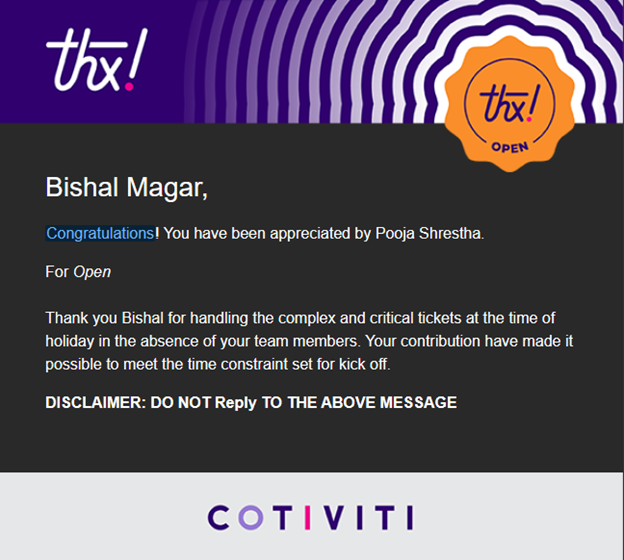 thx!
thx!
OPEN
Bishal Magar,
Congratulations! You have been appreciated by Pooja Shrestha.
For Open
Thank you Bishal for handling the complex and critical tickets at the time of
holiday in the absence of your team members. Your contribution have made it
possible to meet the time constraint set for kick off.
DISCLAIMER: DO NOT Reply TO THE ABOVE MESSAGE
COTIVITI